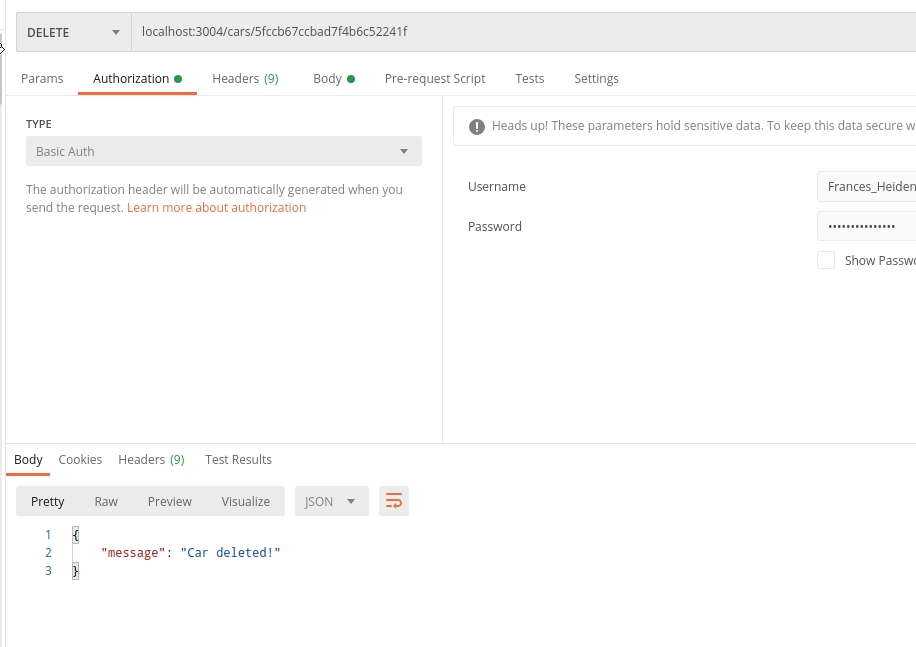 DELETE localhost:3004/cars/5fccb67ccbad7f4b6c52241f
Params Authorization Headers (9) Body Pre-request Script Tests Settings
TYPE
Basic Auth
The authorization header will be automatically generated when you
send the request. Learn more about authorization
Heads up! These parameters hold sensitive data. To keep this data secure w
Username Frances_Heiden
Password •••••••••••••••
Show Passwo
Body Cookies Headers (9) Test Results
Pretty Raw Preview Visualize JSON
1 {
2 "message": "Car deleted!"
3 }